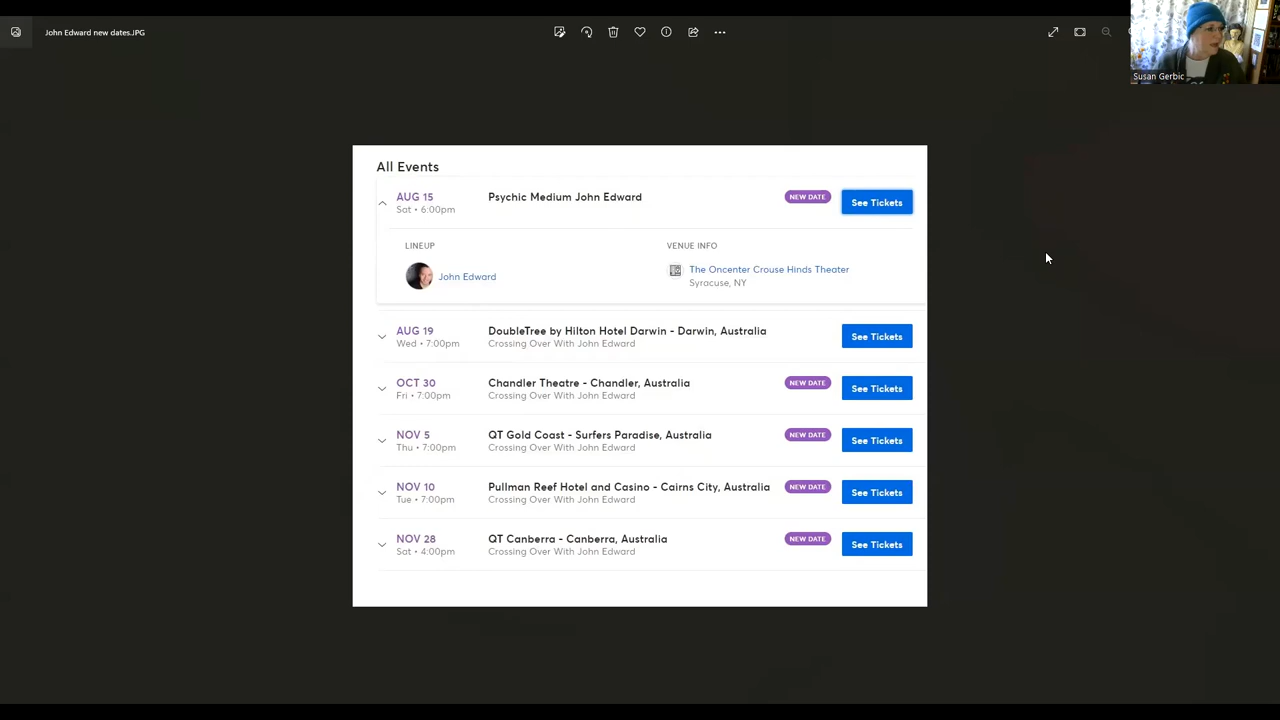 John Edward new dates.JPG
Susan Gerbic
All Events
AUG 15
Sat • 6:00pm
Psychic Medium John Edward
NEW DATE
See Tickets
LINEUP
John Edward
VENUE INFO
The Oncenter Crouse Hinds Theater
Syracuse, NY
AUG 19
Wed • 7:00pm
DoubleTree by Hilton Hotel Darwin - Darwin, Australia
Crossing Over With John Edward
See Tickets
OCT 30
Fri • 7:00pm
Chandler Theatre - Chandler, Australia
Crossing Over With John Edward
NEW DATE
See Tickets
NOV 5
Thu • 7:00pm
QT Gold Coast - Surfers Paradise, Australia
Crossing Over With John Edward
NEW DATE
See Tickets
NOV 10
Tue • 7:00pm
Pullman Reef Hotel and Casino - Cairns City, Australia
Crossing Over With John Edward
NEW DATE
See Tickets
NOV 28
Sat • 4:00pm
QT Canberra - Canberra, Australia
Crossing Over With John Edward
NEW DATE
See Tickets